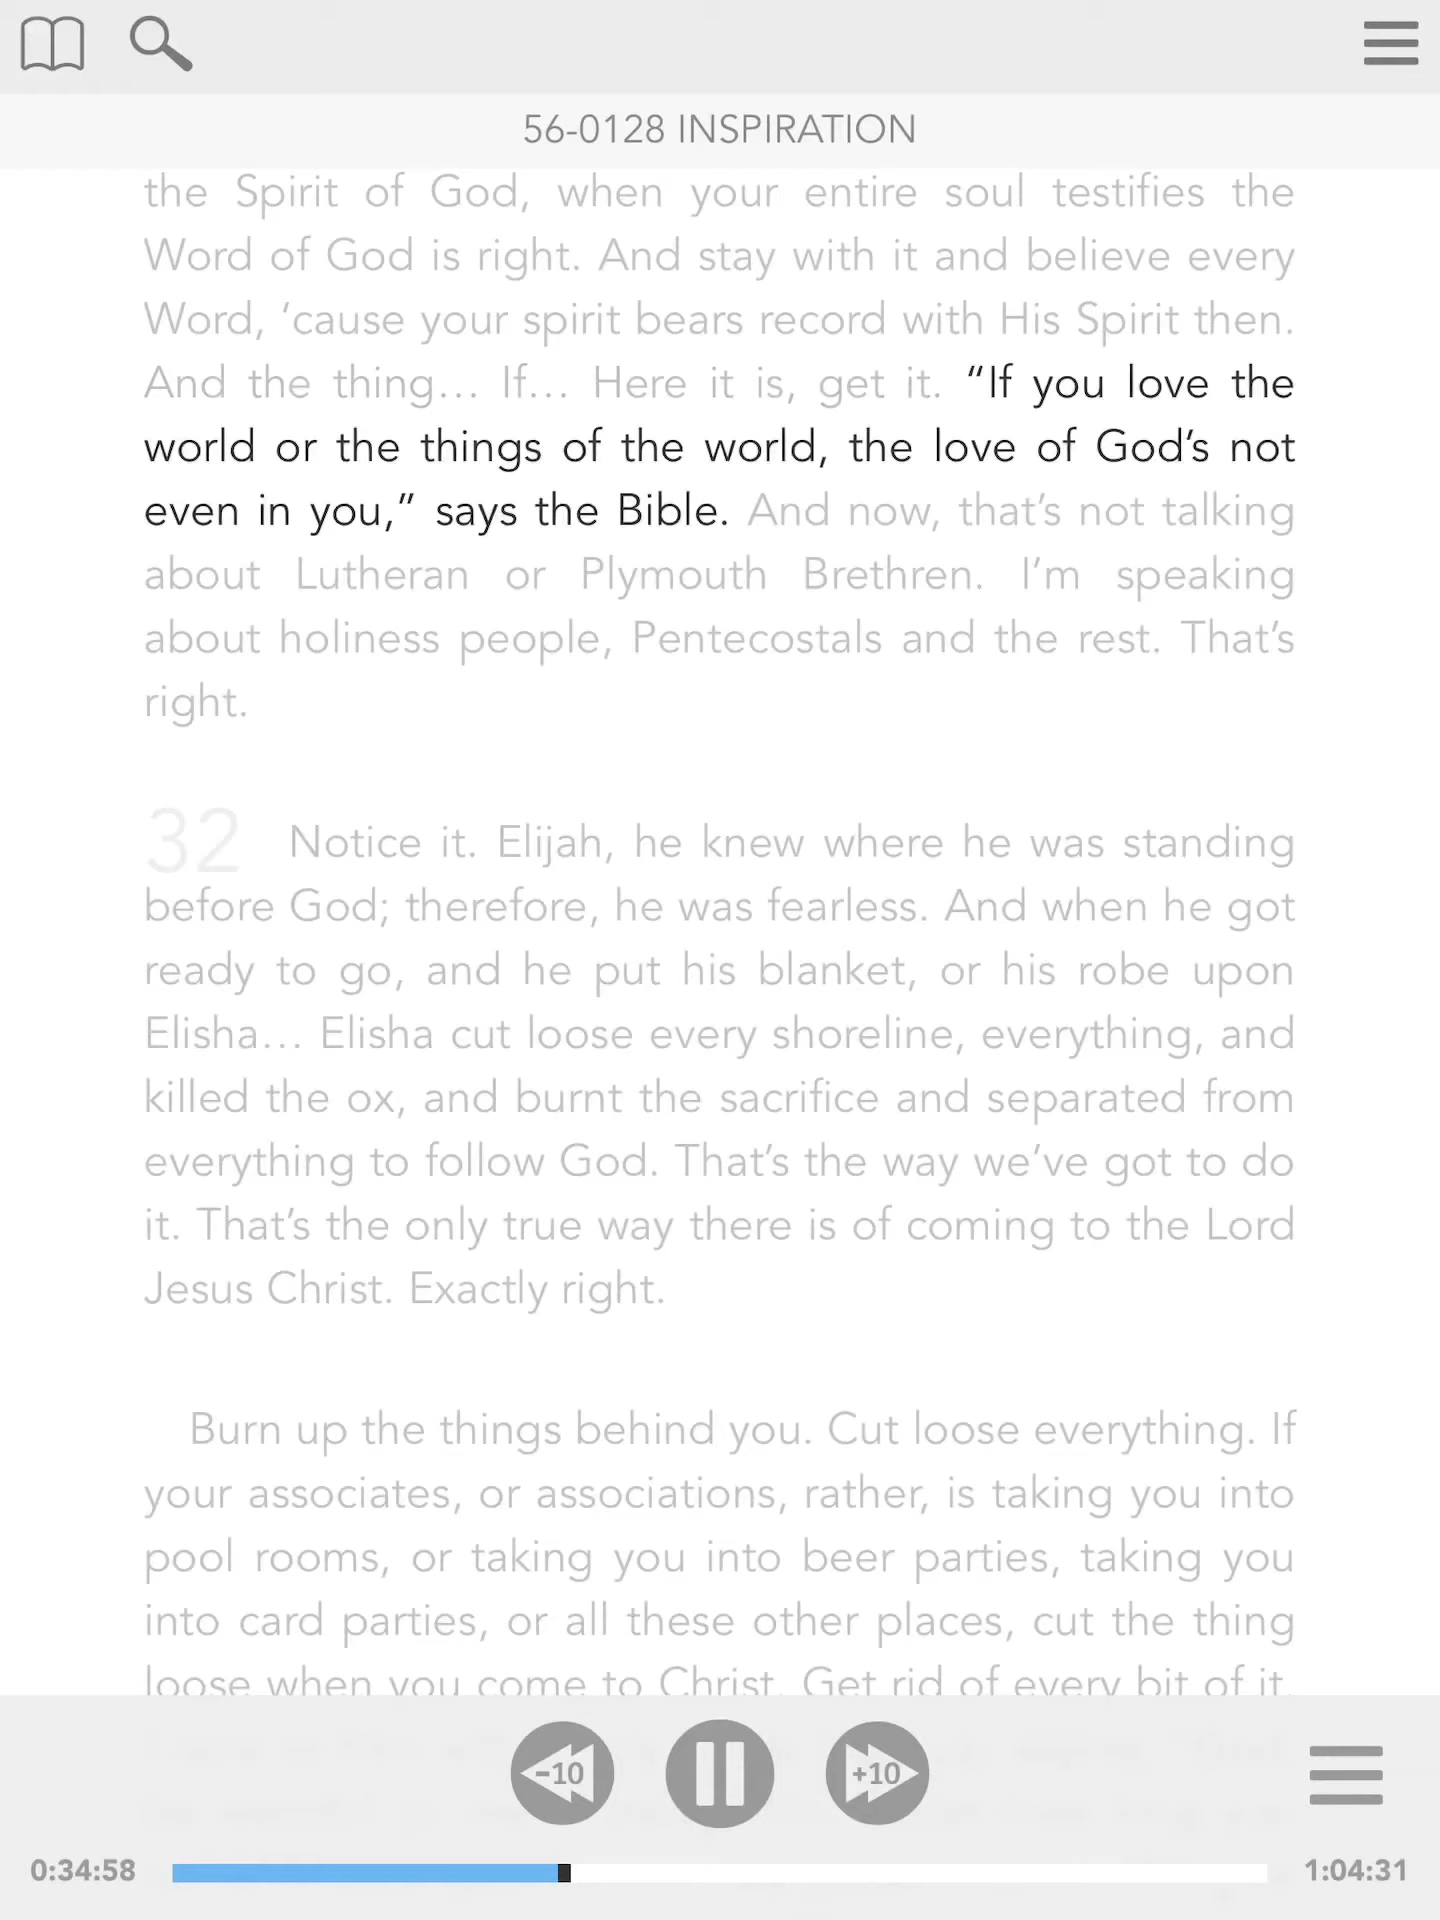 56-0128 INSPIRATION
the Spirit of God, when your entire soul testifies the
Word of God is right. And stay with it and believe every
Word, ‘cause your spirit bears record with His Spirit then.
And the thing… If… Here it is, get it. “If you love the
world or the things of the world, the love of God’s not
even in you,” says the Bible. And now, that’s not talking
about Lutheran or Plymouth Brethren. I’m speaking
about holiness people, Pentecostals and the rest. That’s
right.
32 Notice it. Elijah, he knew where he was standing
before God; therefore, he was fearless. And when he got
ready to go, and he put his blanket, or his robe upon
Elisha… Elisha cut loose every shoreline, everything, and
killed the ox, and burnt the sacrifice and separated from
everything to follow God. That’s the way we’ve got to do
it. That’s the only true way there is of coming to the Lord
Jesus Christ. Exactly right.
Burn up the things behind you. Cut loose everything. If
your associates, or associations, rather, is taking you into
pool rooms, or taking you into beer parties, taking you
into card parties, or all these other places, cut the thing
loose when you come to Christ. Get rid of every bit of it.
-10 +10
0:34:58 1:04:31